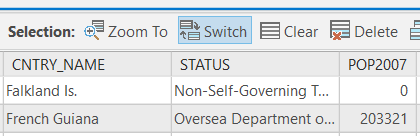 Selection: Zoom To Switch Clear Delete
CNTRY_NAME STATUS POP2007
Falkland Is. Non-Self-Governing T... 0
French Guiana Oversea Department o... 203321